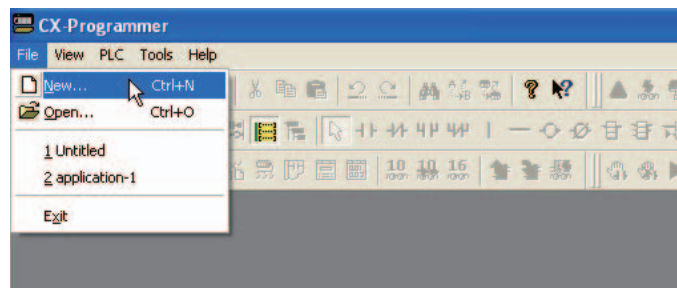 CX-Programmer
File View PLC Tools Help
New... Ctrl+N
Open... Ctrl+O
1 Untitled
2 application-1
Exit
10 10 16